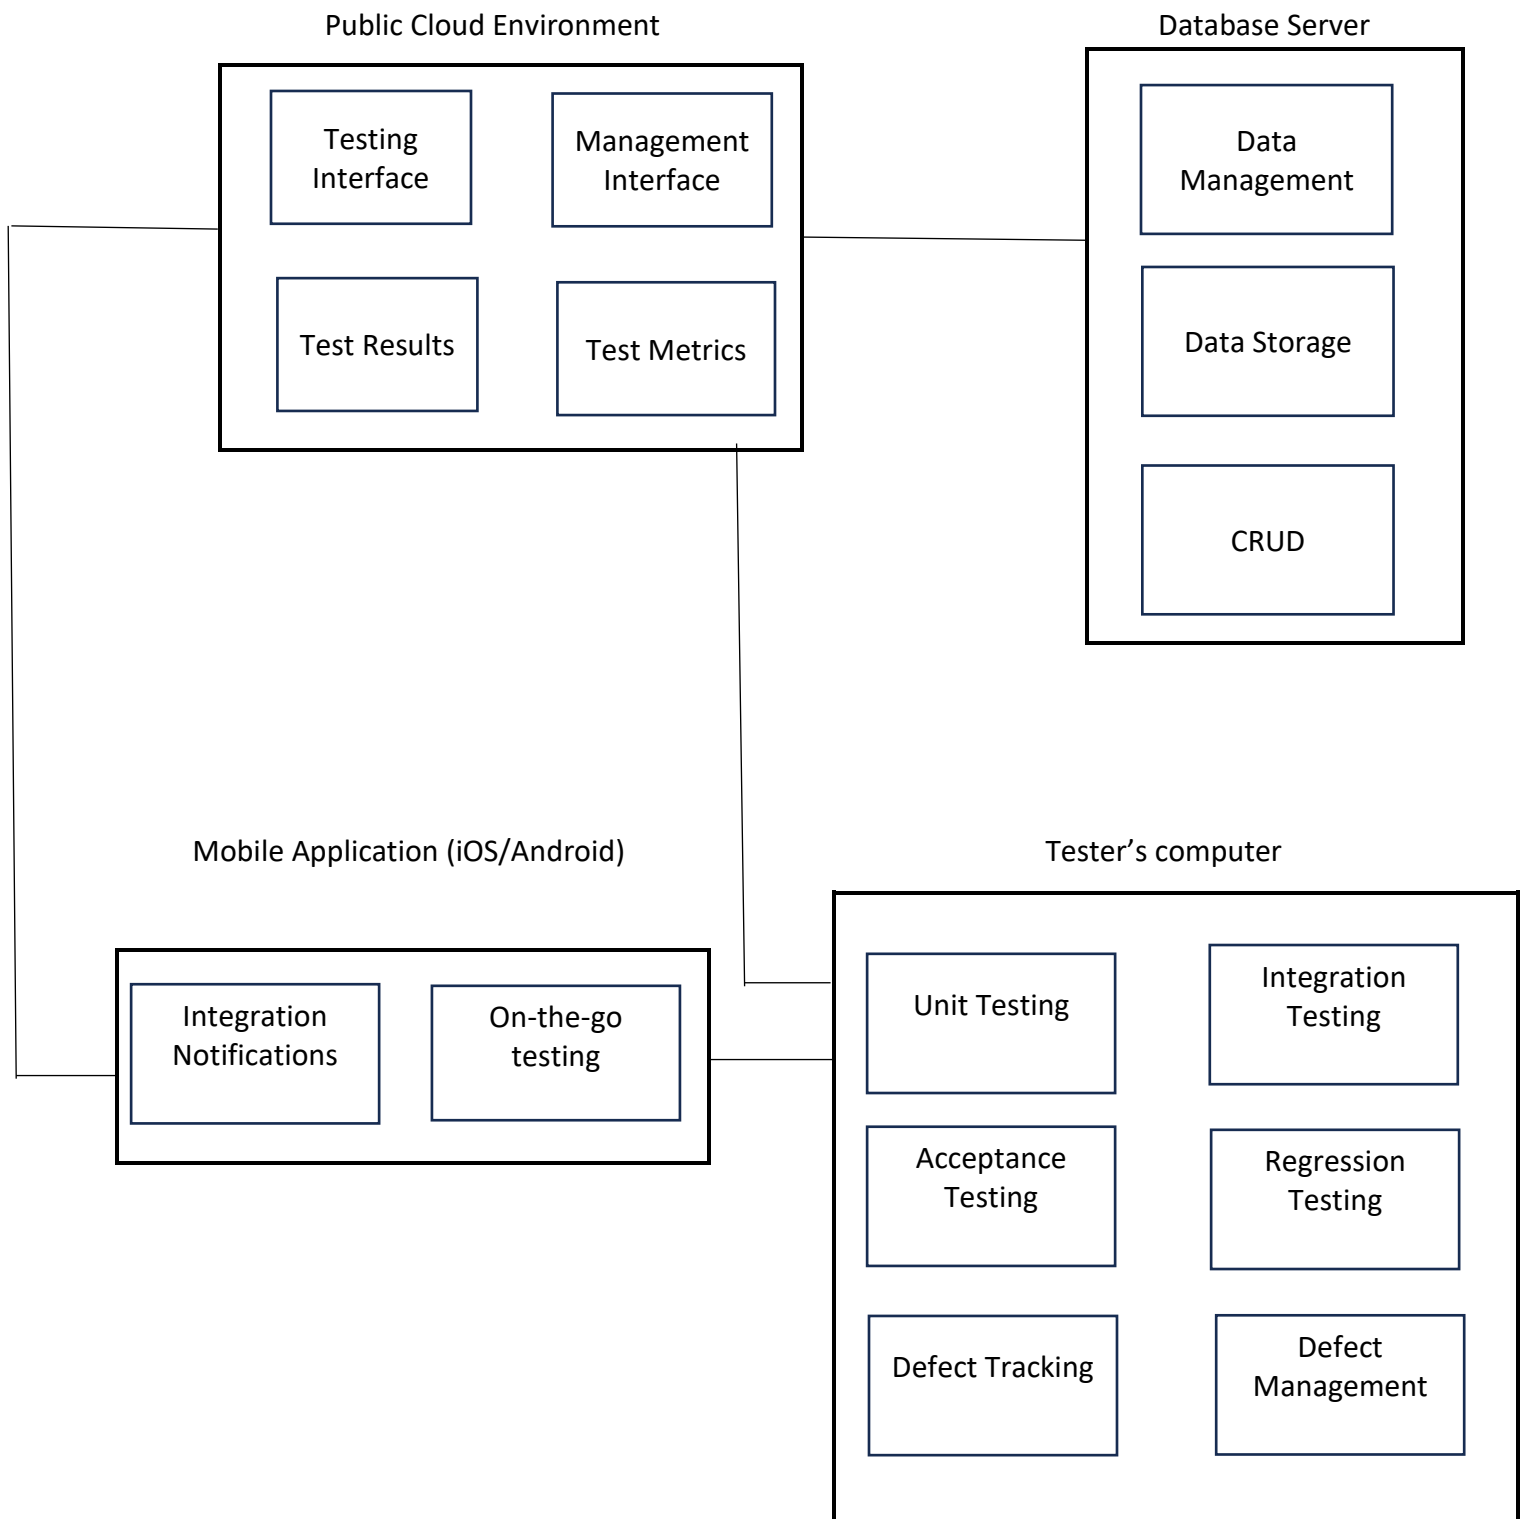 Public Cloud Environment
Testing
Interface
Management
Interface
Test Results
Test Metrics
Database Server
Data
Management
Data Storage
CRUD
Mobile Application (iOS/Android)
Integration
Notifications
On-the-go
testing
Tester’s computer
Unit Testing
Integration
Testing
Acceptance
Testing
Regression
Testing
Defect Tracking
Defect
Management